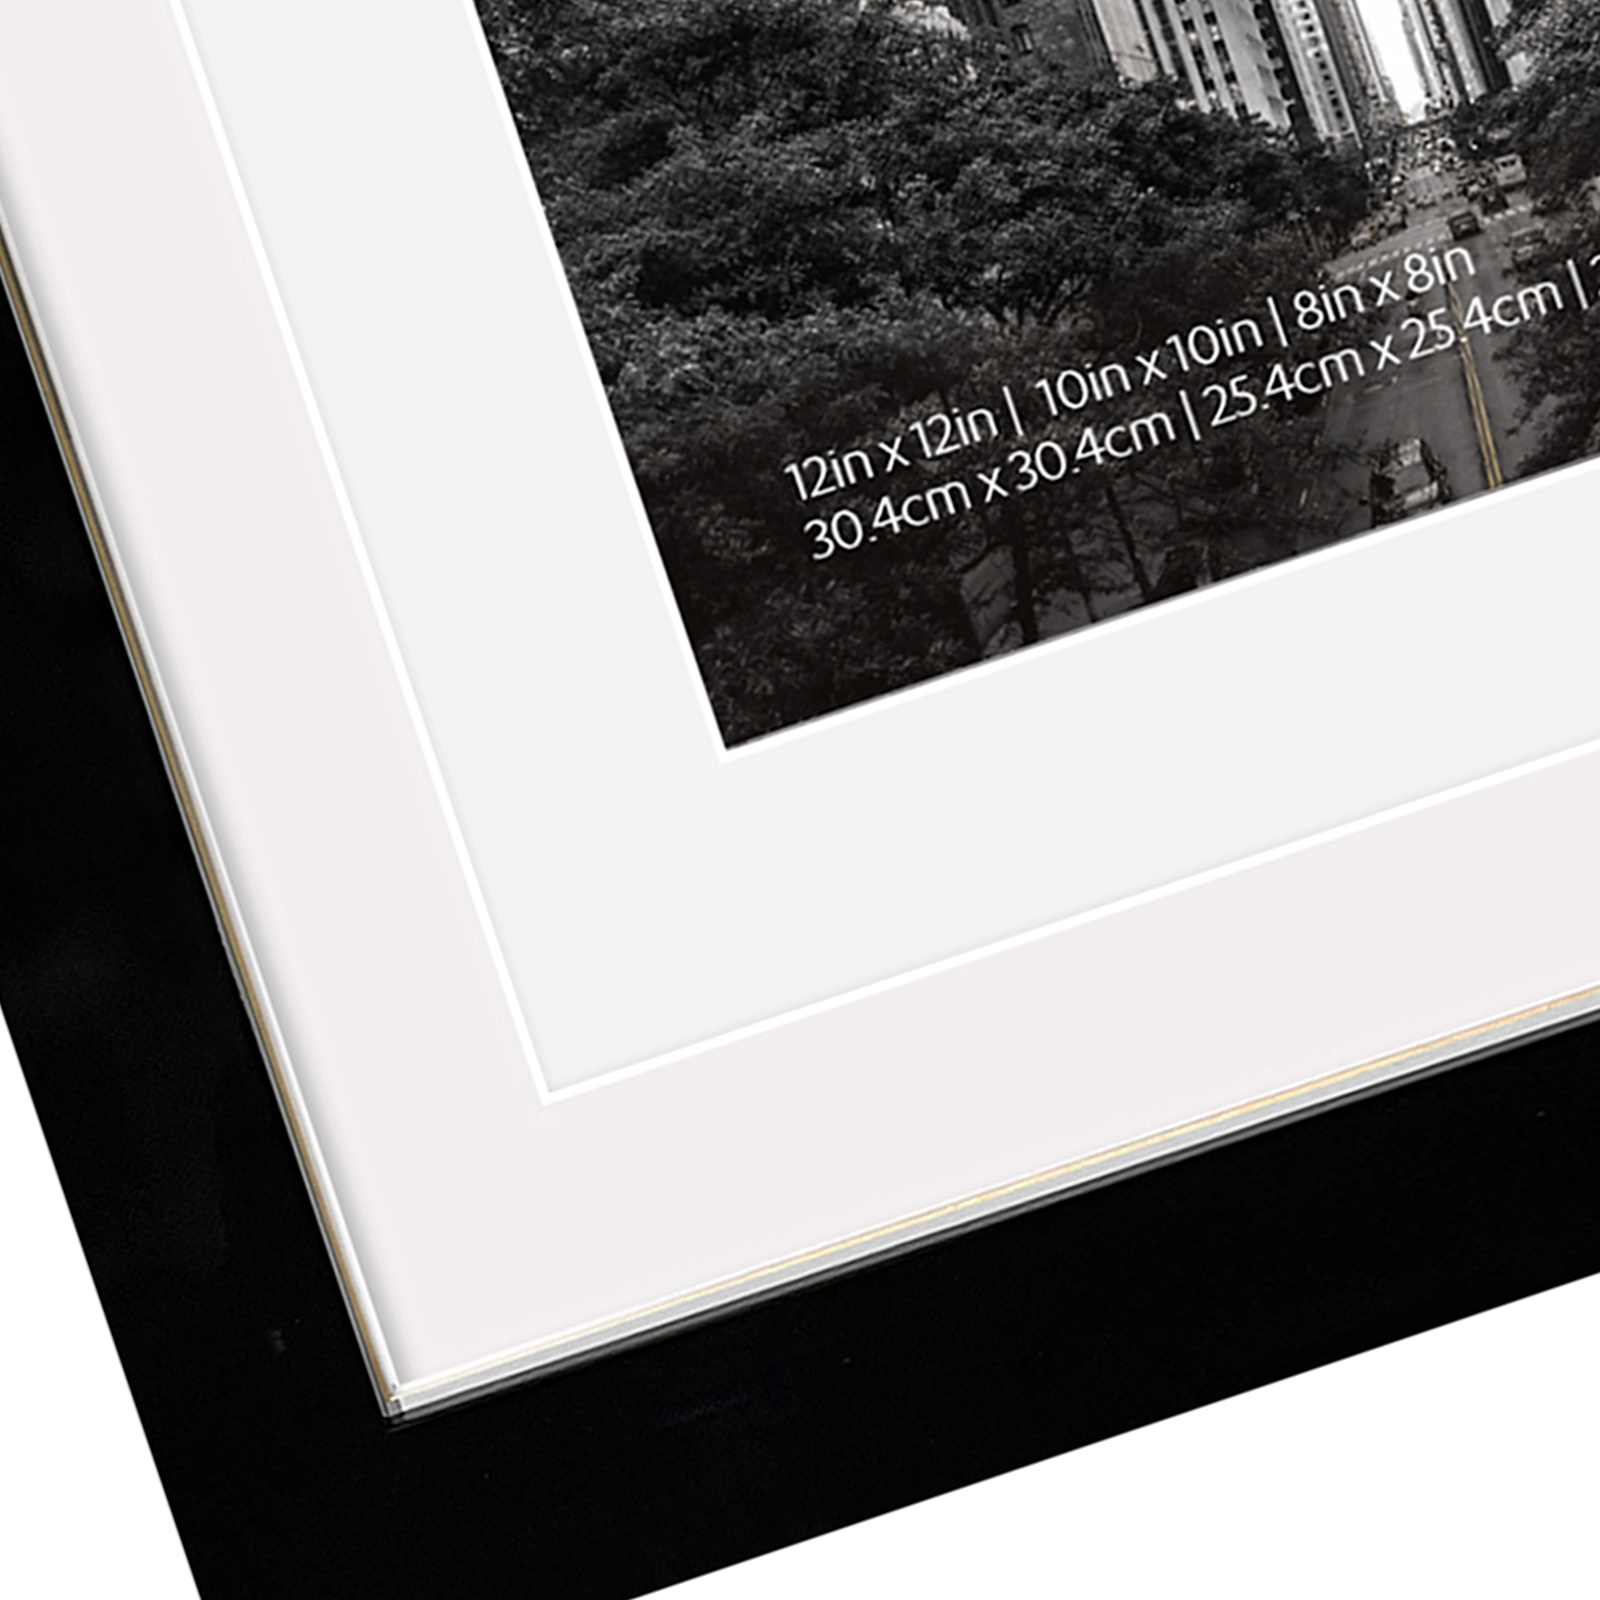 12in x 12in | 10in x 10in | 8in x 8in
30.4cm x 30.4cm | 25.4cm x 25.4cm |